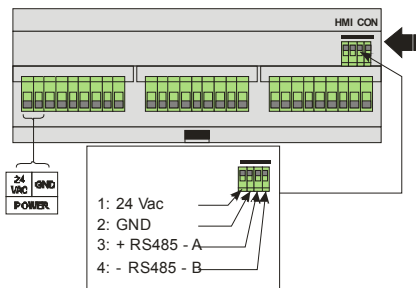 HMI CON
24 VAC GND
POWER
1: 24 Vac
2: GND
3: + RS485 - A
4: - RS485 - B